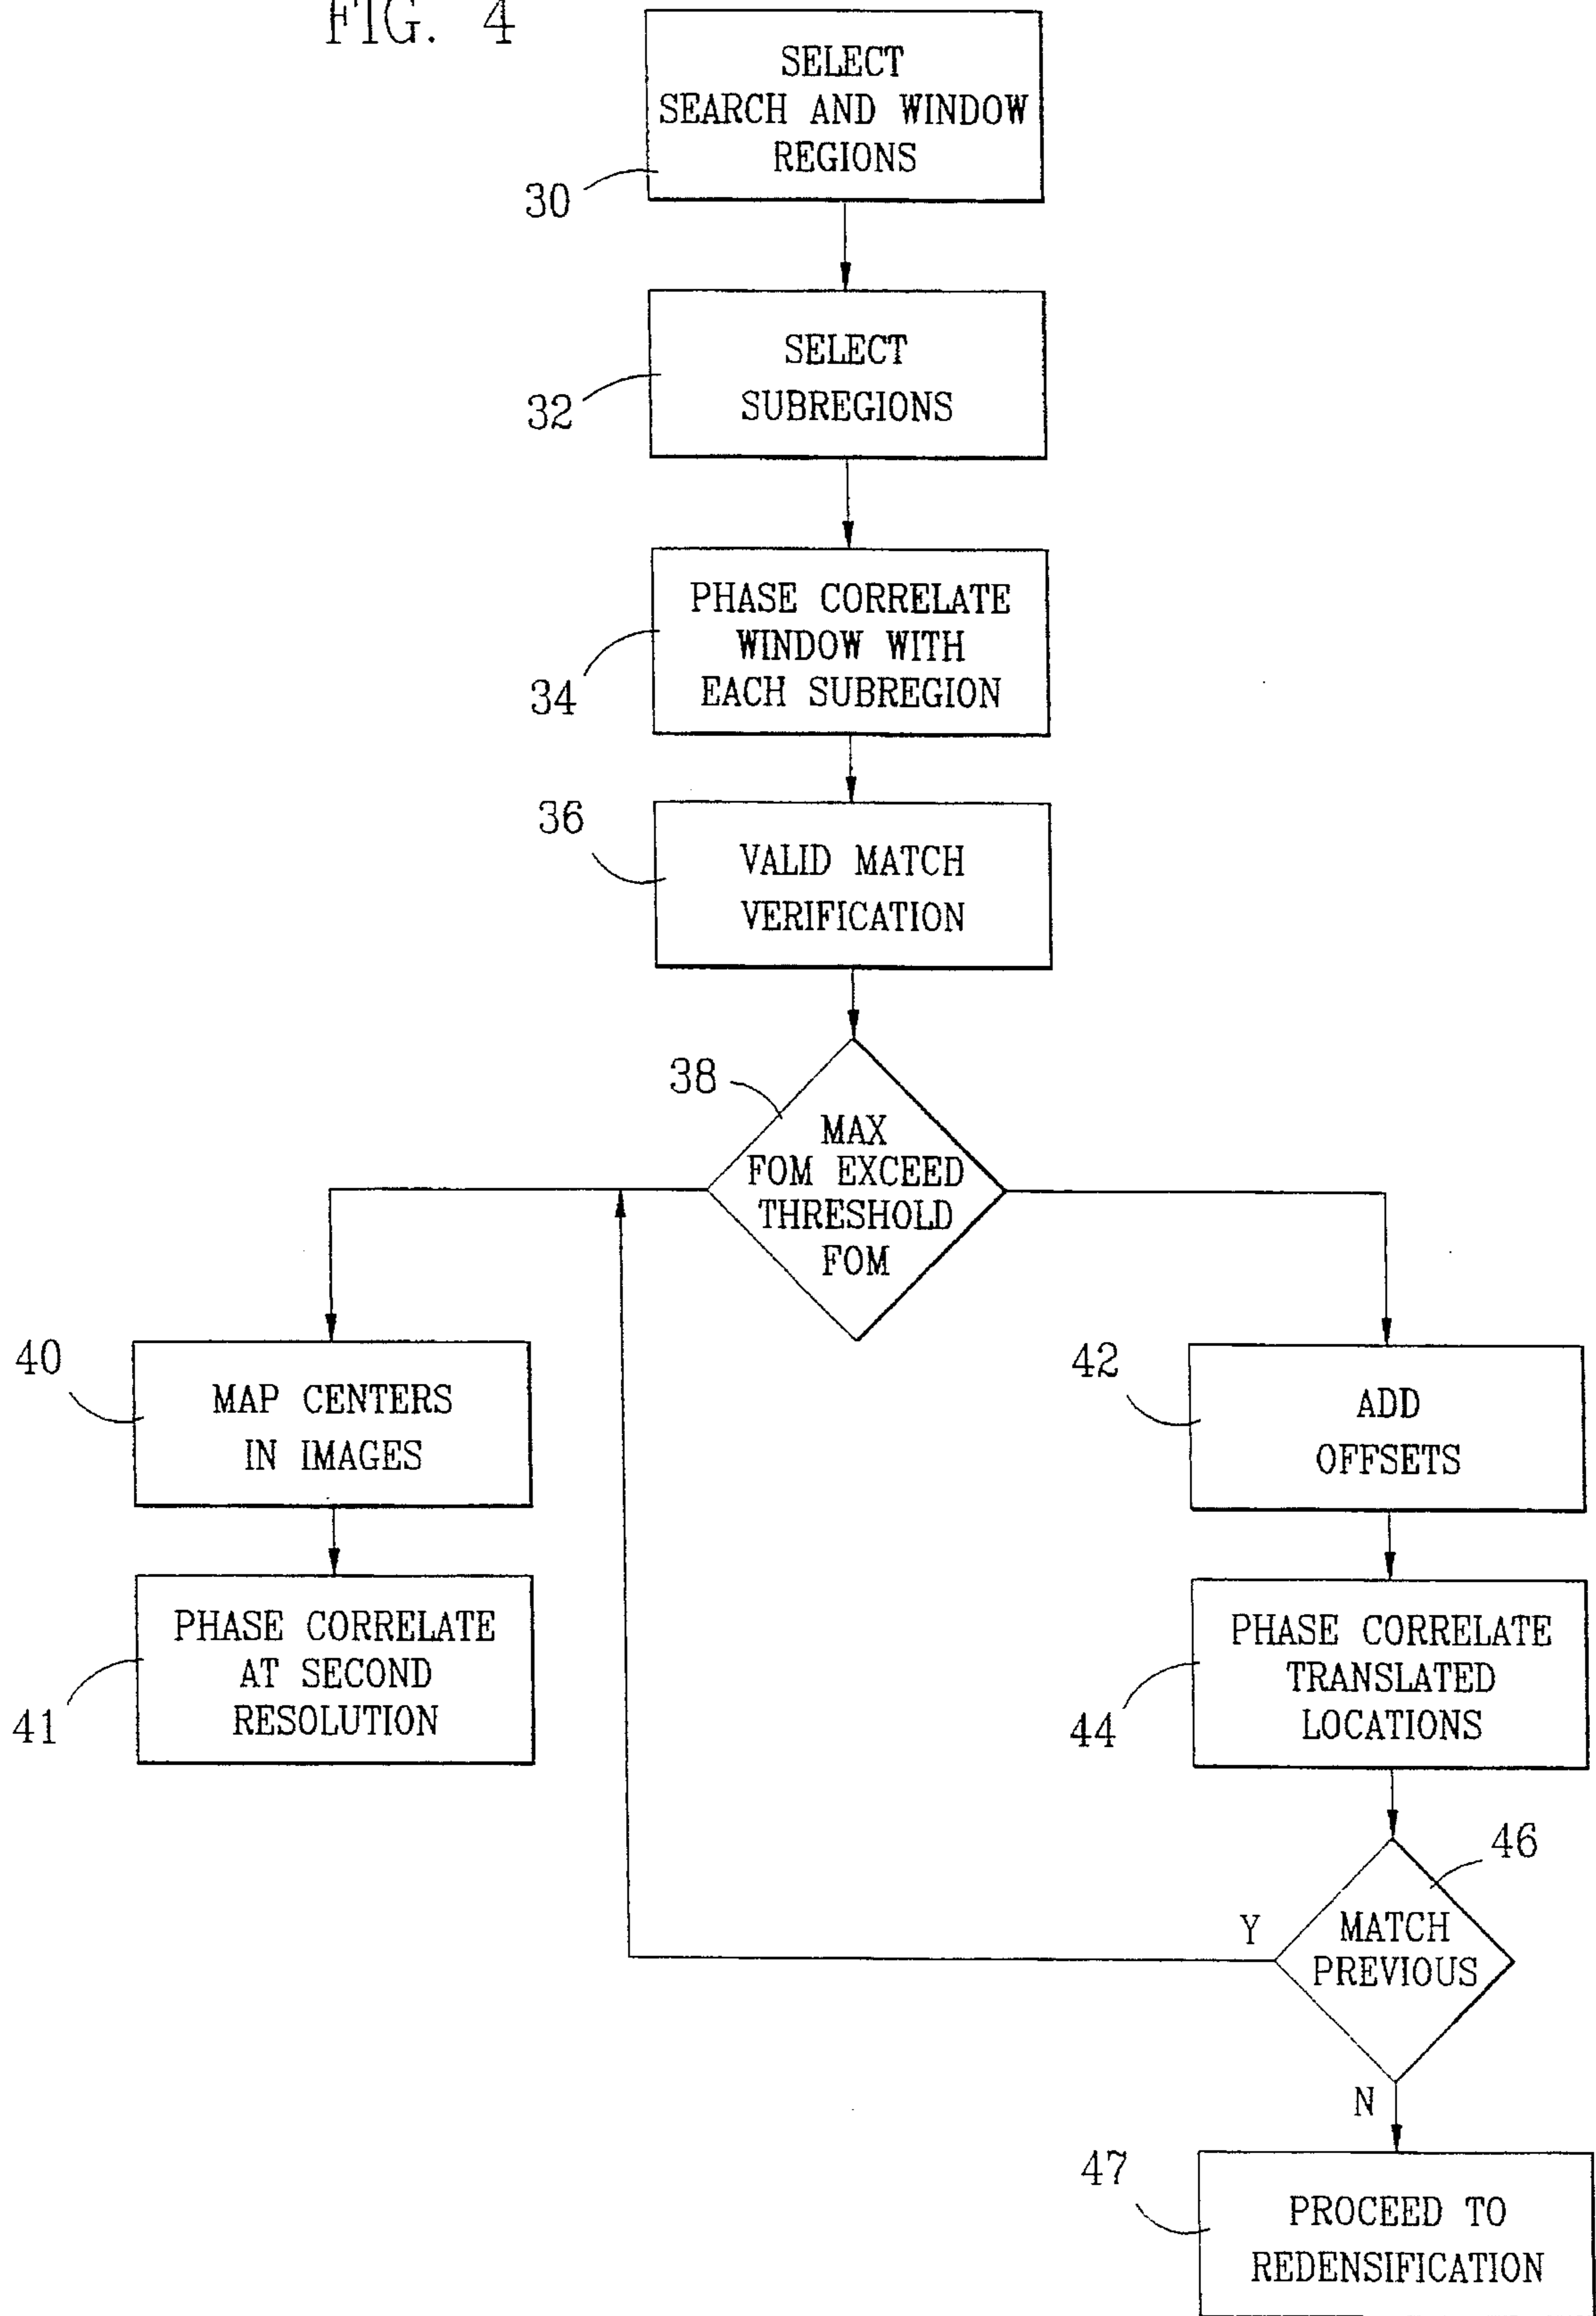 FIG. 4
SELECT
SEARCH AND WINDOW
REGIONS
30
SELECT
SUBREGIONS
32
PHASE CORRELATE
WINDOW WITH
EACH SUBREGION
34
36
VALID MATCH
VERIFICATION
38
MAX
FOM EXCEED
THRESHOLD
FOM
40
MAP CENTERS
IN IMAGES
42
ADD
OFFSETS
PHASE CORRELATE
AT SECOND
RESOLUTION
41
PHASE CORRELATE
TRANSLATED
LOCATIONS
44
46
Y
MATCH
PREVIOUS
N
47
PROCEED TO
REDENSIFICATION